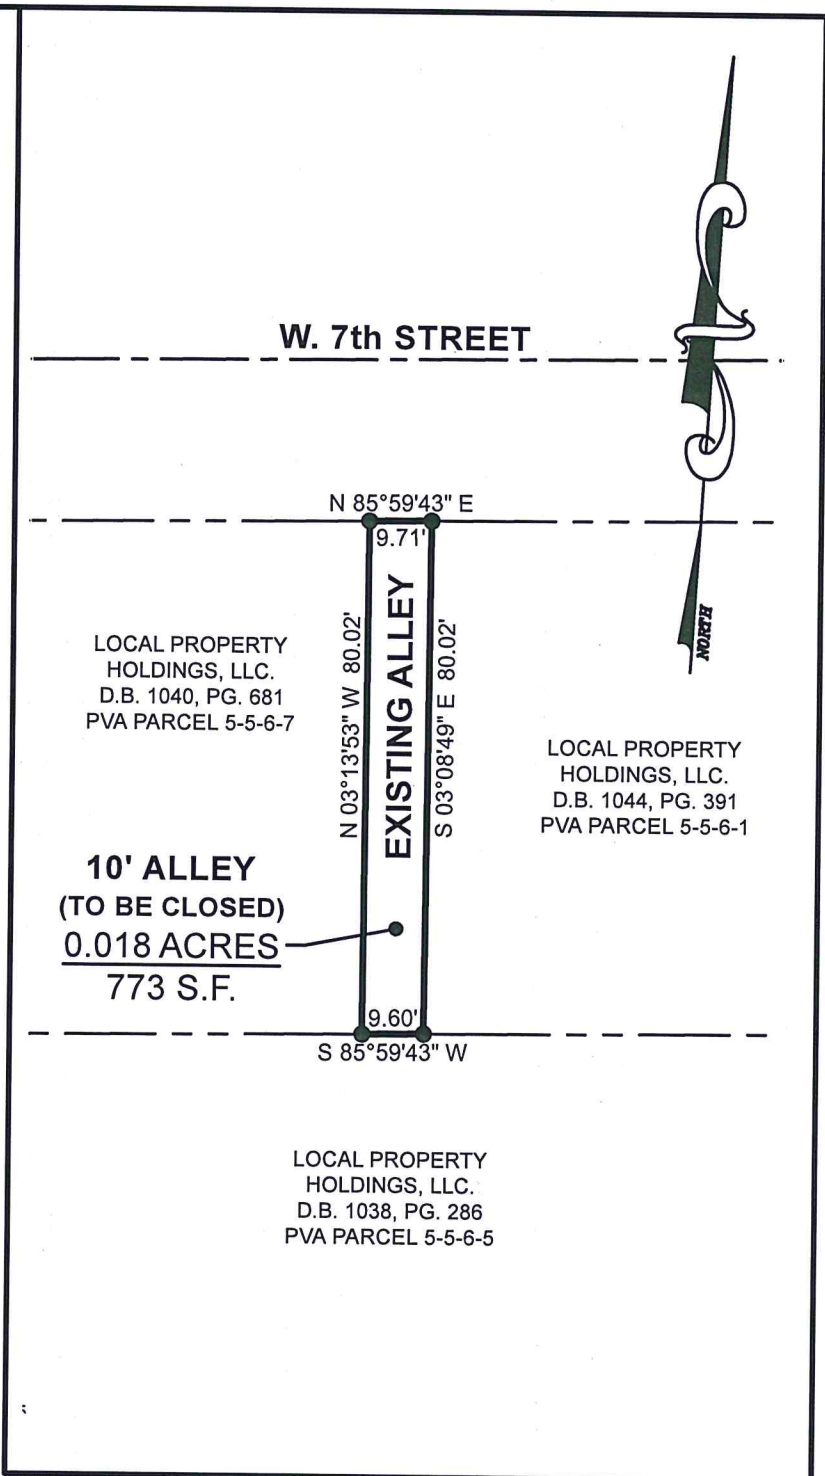 W. 7th STREET
N 85°59'43" E
9.71'
NORTH
LOCAL PROPERTY
HOLDINGS, LLC.
D.B. 1040, PG. 681
PVA PARCEL 5-5-6-7
N 03°13'53" W 80.02'
EXISTING ALLEY
S 03°08'49" E 80.02'
LOCAL PROPERTY
HOLDINGS, LLC.
D.B. 1044, PG. 391
PVA PARCEL 5-5-6-1
10' ALLEY
(TO BE CLOSED)
0.018 ACRES
773 S.F.
9.60'
S 85°59'43" W
LOCAL PROPERTY
HOLDINGS, LLC.
D.B. 1038, PG. 286
PVA PARCEL 5-5-6-5